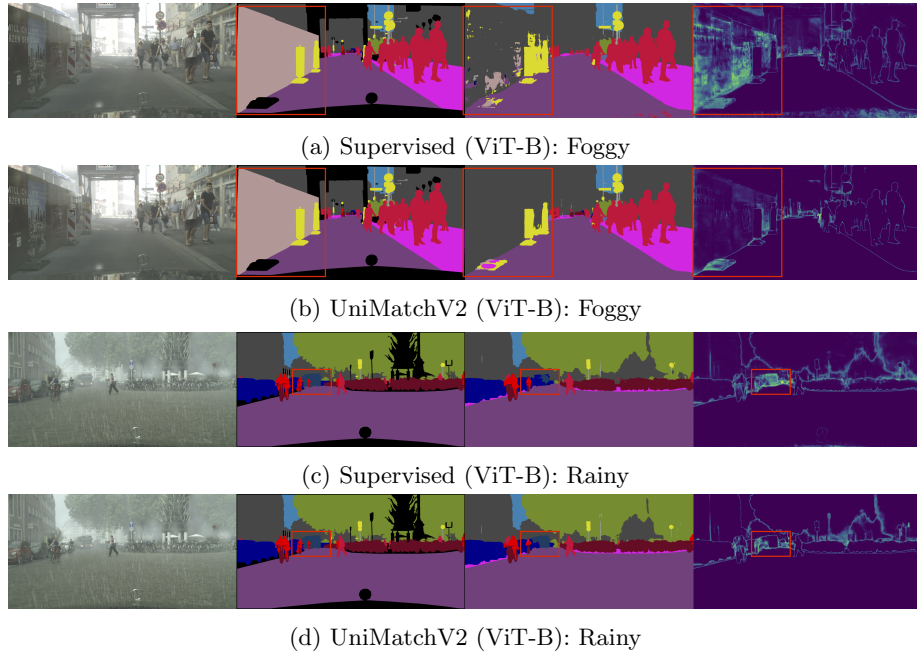 (a) Supervised (ViT-B): Foggy
(b) UniMatchV2 (ViT-B): Foggy
(c) Supervised (ViT-B): Rainy
(d) UniMatchV2 (ViT-B): Rainy